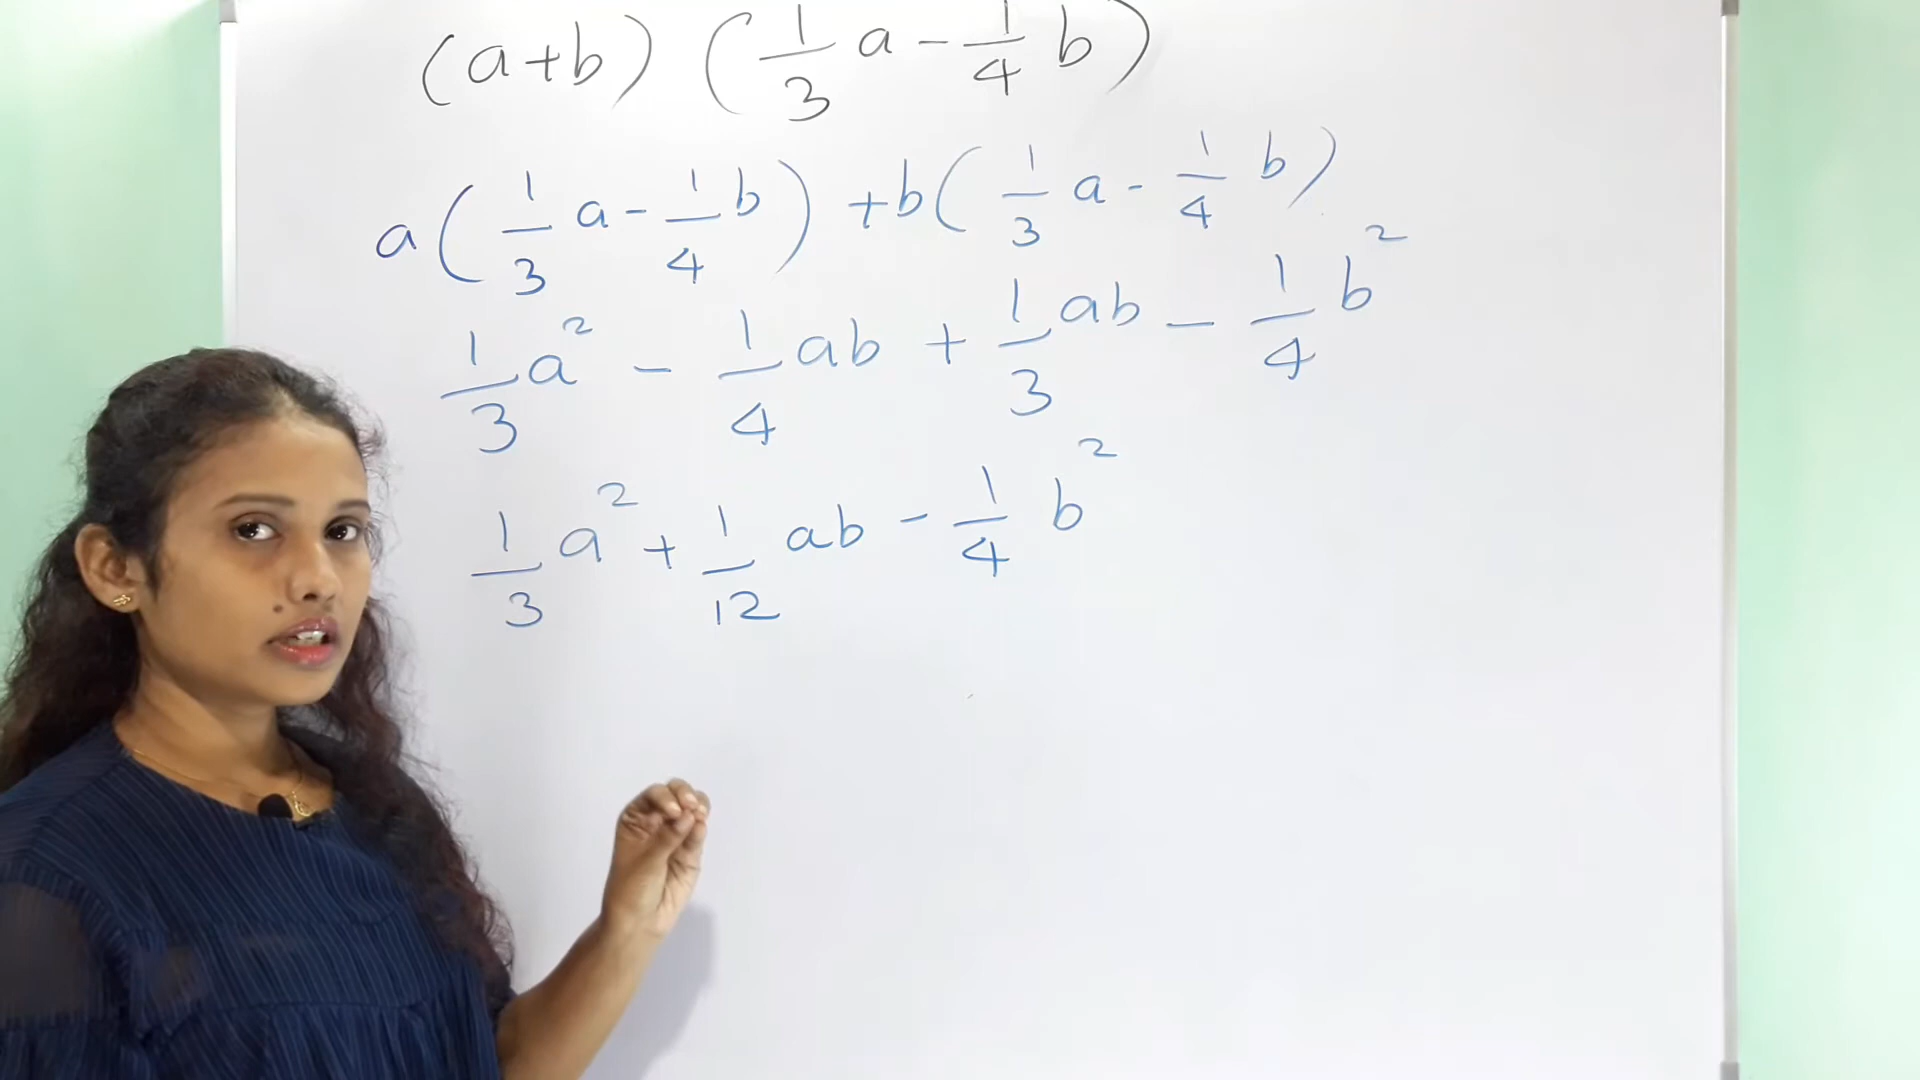 (a+b) (1/3 a - 1/4 b)
a(1/3 a - 1/4 b) + b(1/3 a - 1/4 b)
1/3 a² - 1/4 ab + 1/3 ab - 1/4 b²
1/3 a² + 1/12 ab - 1/4 b²